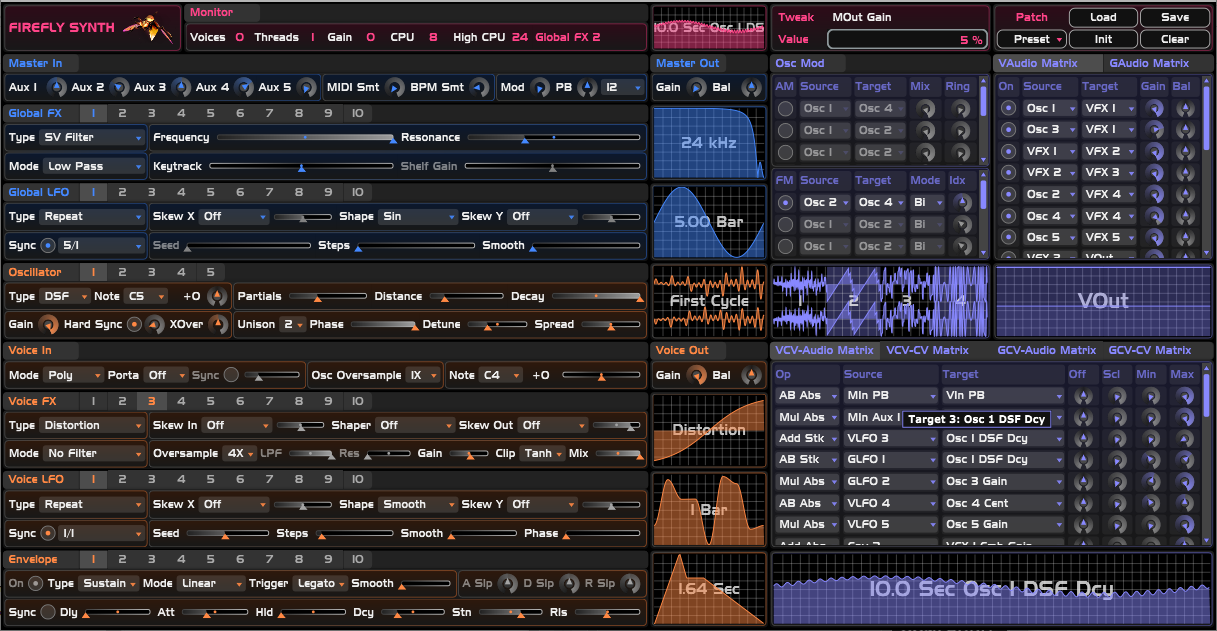 FIREFLY SYNTH
Monitor
Voices 0 Threads 1 Gain 0 CPU 8 High CPU 24 Global FX 2
10.0 Sec Osc 1 DS
Tweak MOut Gain
Value 5 %
Patch Load Save
Preset Init Clear
Master In
Aux 1 Aux 2 Aux 3 Aux 4 Aux 5 MIDI Smt BPM Smt Mod PB 12
Master Out
Gain Bal
Global FX 1 2 3 4 5 6 7 8 9 10
Type SV Filter Frequency Resonance
Mode Low Pass Keytrack Shelf Gain
24 kHz
Global LFO 1 2 3 4 5 6 7 8 9 10
Type Repeat Skew X Off Shape Sin Skew Y Off
Sync 5/1 Seed Steps Smooth
5.00 Bar
Osc Mod
AM Source Target Mix Ring
Osc 1 Osc 4
Osc 1 Osc 2
Osc 1 Osc 2
FM Source Target Mode Idx
Osc 2 Osc 4 Bi
Osc 1 Osc 2 Bi
Osc 1 Osc 2 Bi
VAudio Matrix GAudio Matrix
On Source Target Gain Bal
Osc 1 VFX 1
Osc 3 VFX 1
VFX 1 VFX 2
VFX 2 VFX 3
Osc 2 VFX 4
Osc 4 VFX 4
Osc 5 VFX 5
VFX 3 VOut
Oscillator 1 2 3 4 5
Type DSF Note C5 +0 Partials Distance Decay
Gain Hard Sync XOver Unison 2 Phase Detune Spread
First Cycle
1 2 3 4
VOut
Voice In
Mode Poly Porta Off Sync Osc Oversample 1X Note C4 +0
Voice Out
Gain Bal
Voice FX 1 2 3 4 5 6 7 8 9 10
Type Distortion Skew In Off Shaper Off Skew Out Off
Mode No Filter Oversample 4X LPF Res Gain Clip Tanh Mix
Distortion
Voice LFO 1 2 3 4 5 6 7 8 9 10
Type Repeat Skew X Off Shape Smooth Skew Y Off
Sync 1/1 Seed Steps Smooth Phase
1 Bar
Envelope 1 2 3 4 5 6 7 8 9 10
On Type Sustain Mode Linear Trigger Legato Smooth A Slp D Slp R Slp
Sync Dly Att Hld Dcy Stn Rls
1.64 Sec
VCV-Audio Matrix VCV-CV Matrix GCV-Audio Matrix GCV-CV Matrix
Op Source Target Off Scl Min Max
AB Abs Min PB Vin PB
Mul Abs Min Aux 1
Target 3: Osc 1 DSF Dcy
Add Stk VLFO 3 Osc 1 DSF Dcy
AB Stk GLFO 1 Osc 1 DSF Dcy
Mul Abs GLFO 2 Osc 3 Gain
AB Abs VLFO 4 Osc 4 Cent
Mul Abs VLFO 5 Osc 5 Gain
10.0 Sec Osc 1 DSF Dcy